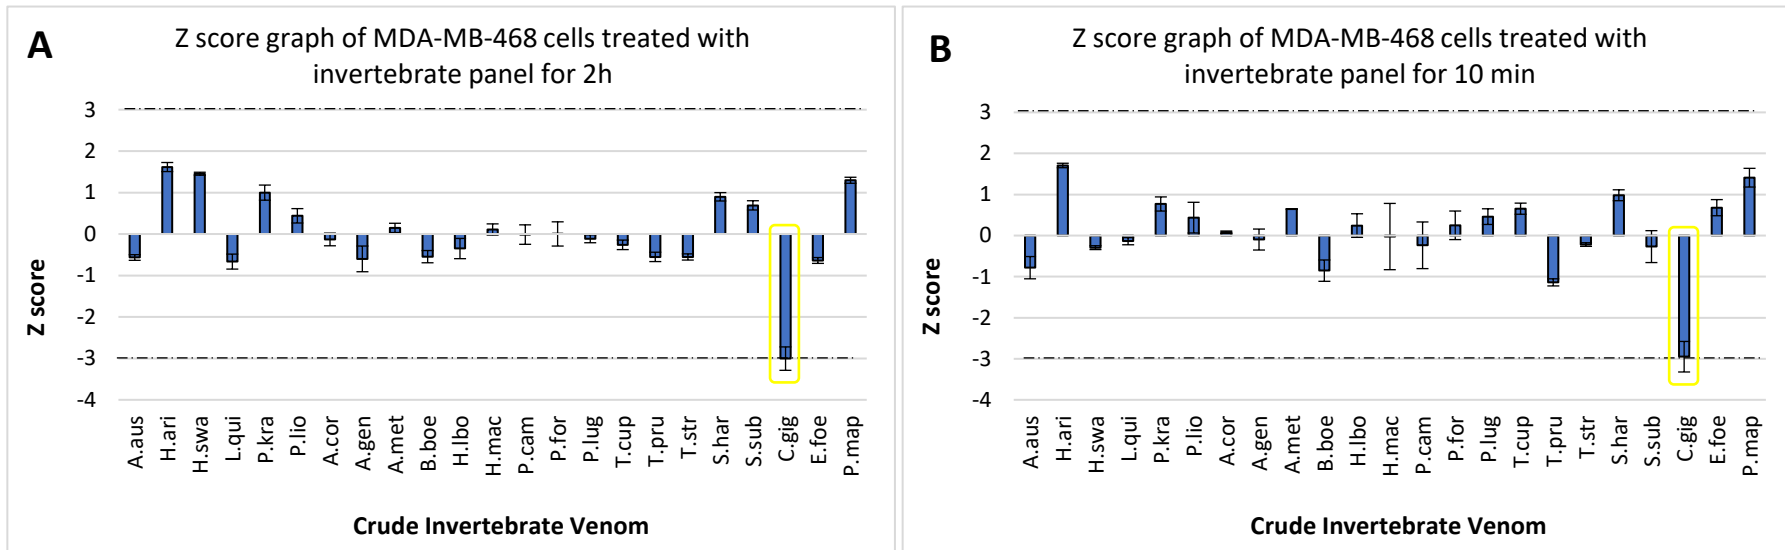 A
Z score graph of MDA-MB-468 cells treated with
invertebrate panel for 2h
3
2
1
0
-1
-2
-3
-4
Z score
A.aus
H.ari
H.swa
L.qui
P.kra
P.lio
A.cor
A.gen
A.met
B.boe
H.lbo
H.mac
P.cam
P.for
P.lug
T.cup
T.pru
T.str
S.har
S.sub
C.gig
E.foe
P.map
Crude Invertebrate Venom
B
Z score graph of MDA-MB-468 cells treated with
invertebrate panel for 10 min
3
2
1
0
-1
-2
-3
-4
Z score
A.aus
H.ari
H.swa
L.qui
P.kra
P.lio
A.cor
A.gen
A.met
B.boe
H.lbo
H.mac
P.cam
P.for
P.lug
T.cup
T.pru
T.str
S.har
S.sub
C.gig
E.foe
P.map
Crude Invertebrate Venom